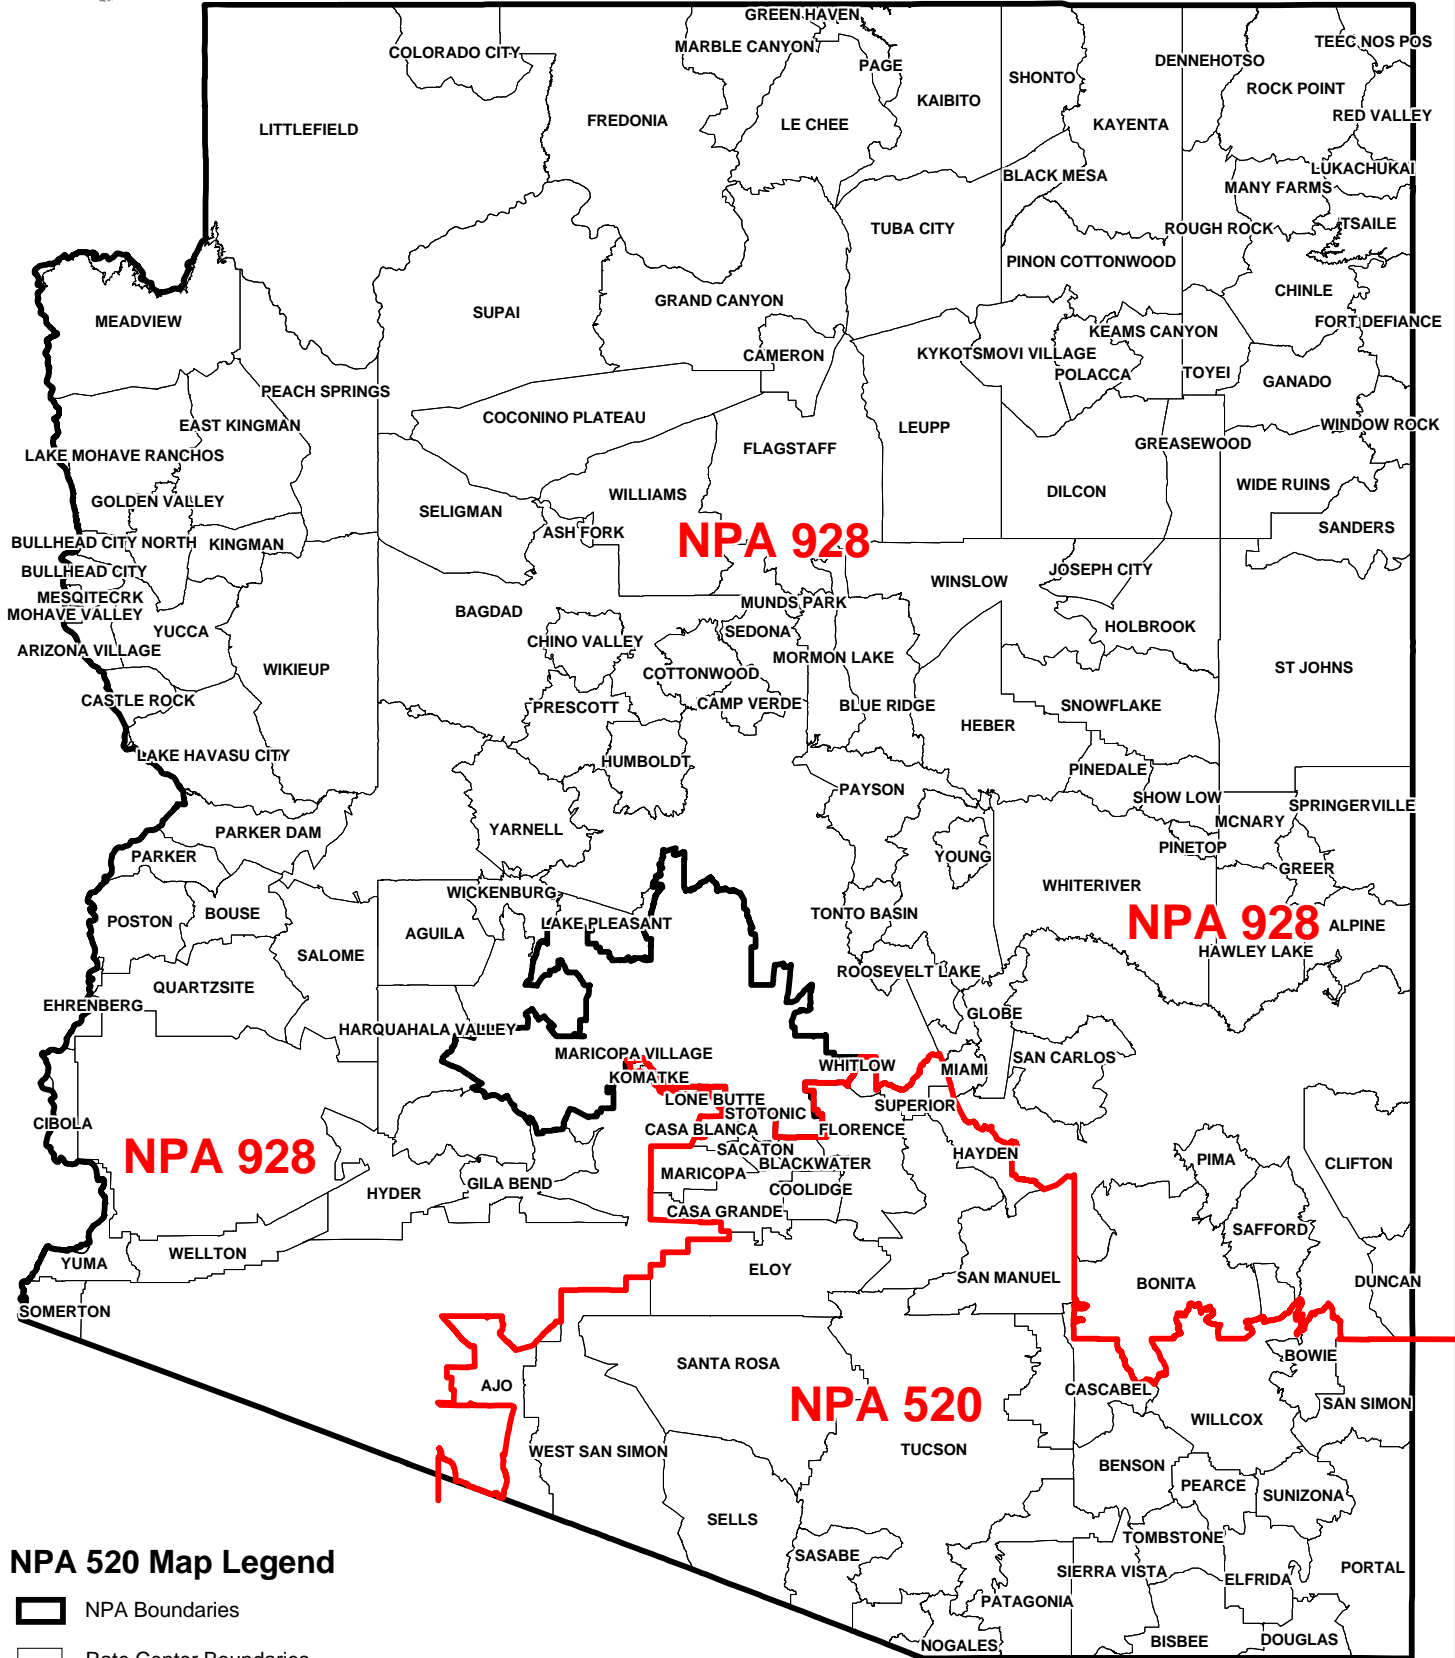 GREEN HAVEN
COLORADO CITY
MARBLE CANYON
TEEC NOS POS
PAGE
DENNEHOTSO
SHONTO
ROCK POINT
KAIBITO
RED VALLEY
FREDONIA
LE CHEE
KAYENTA
LITTLEFIELD
LUKACHUKAI
BLACK MESA
MANY FARMS
TUBA CITY
ROUGH ROCK
TSAILE
PINON COTTONWOOD
CHINLE
GRAND CANYON
SUPAI
MEADVIEW
FORT DEFIANCE
KEAMS CANYON
CAMERON
KYKOTSMOVI VILLAGE
POLACCA
TOYEI
GANADO
PEACH SPRINGS
COCONINO PLATEAU
EAST KINGMAN
LEUPP
WINDOW ROCK
FLAGSTAFF
GREASEWOOD
LAKE MOHAVE RANCHOS
WIDE RUINS
WILLIAMS
DILCON
GOLDEN VALLEY
SELIGMAN
SANDERS
ASH FORK
NPA 928
BULLHEAD CITY NORTH
KINGMAN
BULLHEAD CITY
JOSEPH CITY
WINSLOW
MESQITECRK
MUNDS PARK
BAGDAD
MOHAVE VALLEY
HOLBROOK
YUCCA
SEDONA
CHINO VALLEY
ARIZONA VILLAGE
MORMON LAKE
WIKIEUP
COTTONWOOD
ST JOHNS
CASTLE ROCK
CAMP VERDE
PRESCOTT
BLUE RIDGE
SNOWFLAKE
HEBER
LAKE HAVASU CITY
HUMBOLDT
PINEDALE
PAYSON
SHOW LOW
SPRINGERVILLE
MCNARY
PARKER DAM
YARNELL
PINETOP
PARKER
YOUNG
GREER
WHITERIVER
WICKENBURG
BOUSE
TONTO BASIN
POSTON
LAKE PLEASANT
NPA 928
ALPINE
AGUILA
SALOME
HAWLEY LAKE
ROOSEVELT LAKE
QUARTZSITE
EHRENBERG
GLOBE
HARQUAHALA VALLEY
MARICOPA VILLAGE
SAN CARLOS
WHITLOW
MIAMI
KOMATKE
LONE BUTTE
SUPERIOR
STOTONIC
CIBOLA
CASA BLANCA
FLORENCE
SACATON
HAYDEN
NPA 928
BLACKWATER
PIMA
CLIFTON
MARICOPA
GILA BEND
COOLIDGE
HYDER
CASA GRANDE
SAFFORD
WELLTON
YUMA
ELOY
SAN MANUEL
BONITA
DUNCAN
SOMERTON
BOWIE
SANTA ROSA
AJO
CASCABEL
NPA 520
SAN SIMON
WILLCOX
WEST SAN SIMON
TUCSON
BENSON
PEARCE
SUNIZONA
SELLS
TOMBSTONE
SASABE
NPA 520 Map Legend
SIERRA VISTA
PORTAL
ELFRIDA
PATAGONIA
NPA Boundaries
BISBEE
DOUGLAS
NOGALES
Rate Center Boundaries